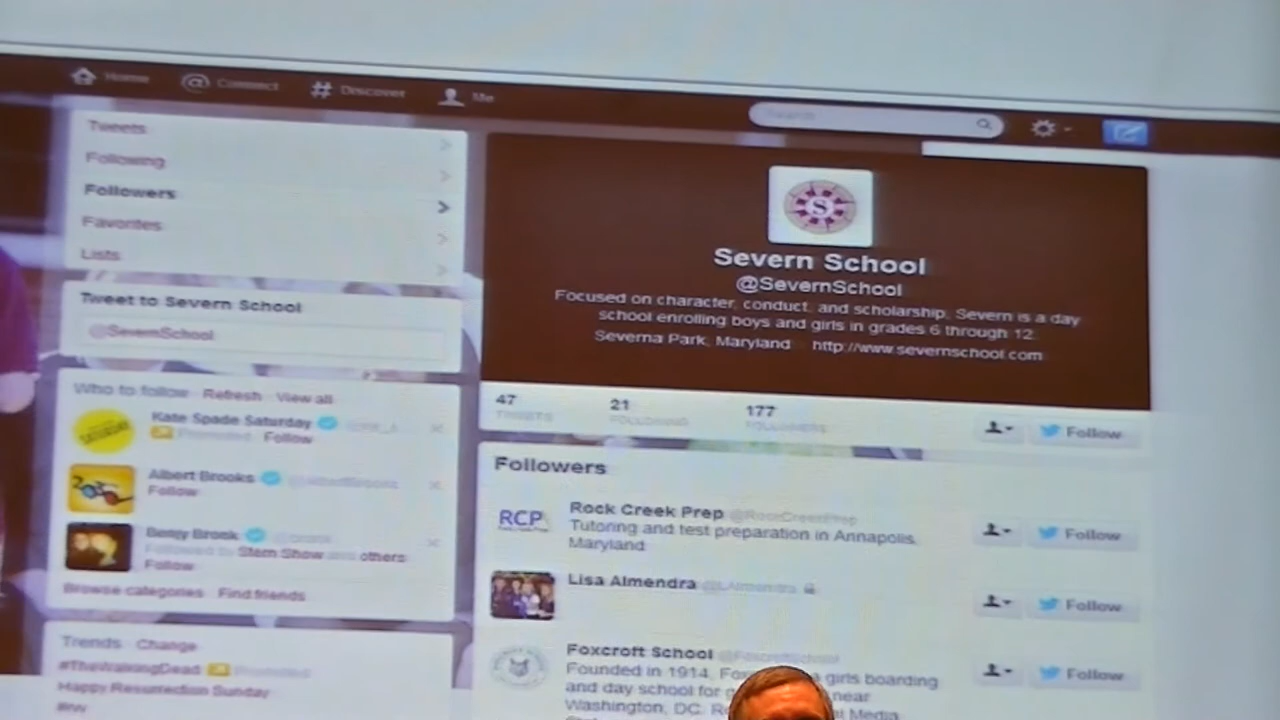 Home Connect Discover Me
Search
Tweets
Following
Followers
Favorites
Lists
Tweet to Severn School
@SevernSchool
Who to follow · Refresh · View all
Kate Spade Saturday
Promoted · Follow
Albert Brooks
Follow
Brook
Followed by Stem Show and others
Follow
Browse categories · Find friends
Trends · Change
#TheWalkingDead Promoted
Happy Resurrection Sunday
S
Severn School
@SevernSchool
Focused on character, conduct, and scholarship, Severn is a day
school enrolling boys and girls in grades 6 through 12.
Severna Park, Maryland · http://www.severnschool.com
47 TWEETS
21 FOLLOWING
177 FOLLOWERS
Follow
Followers
RCP
Rock Creek Prep @RockCreekPrep
Tutoring and test preparation in Annapolis,
Maryland.
Follow
Lisa Almendra @LAlmendra
Follow
Foxcroft School @FoxcroftSchool
Founded in 1914, a girls boarding
and day school for near
Washington, DC. Media
Follow